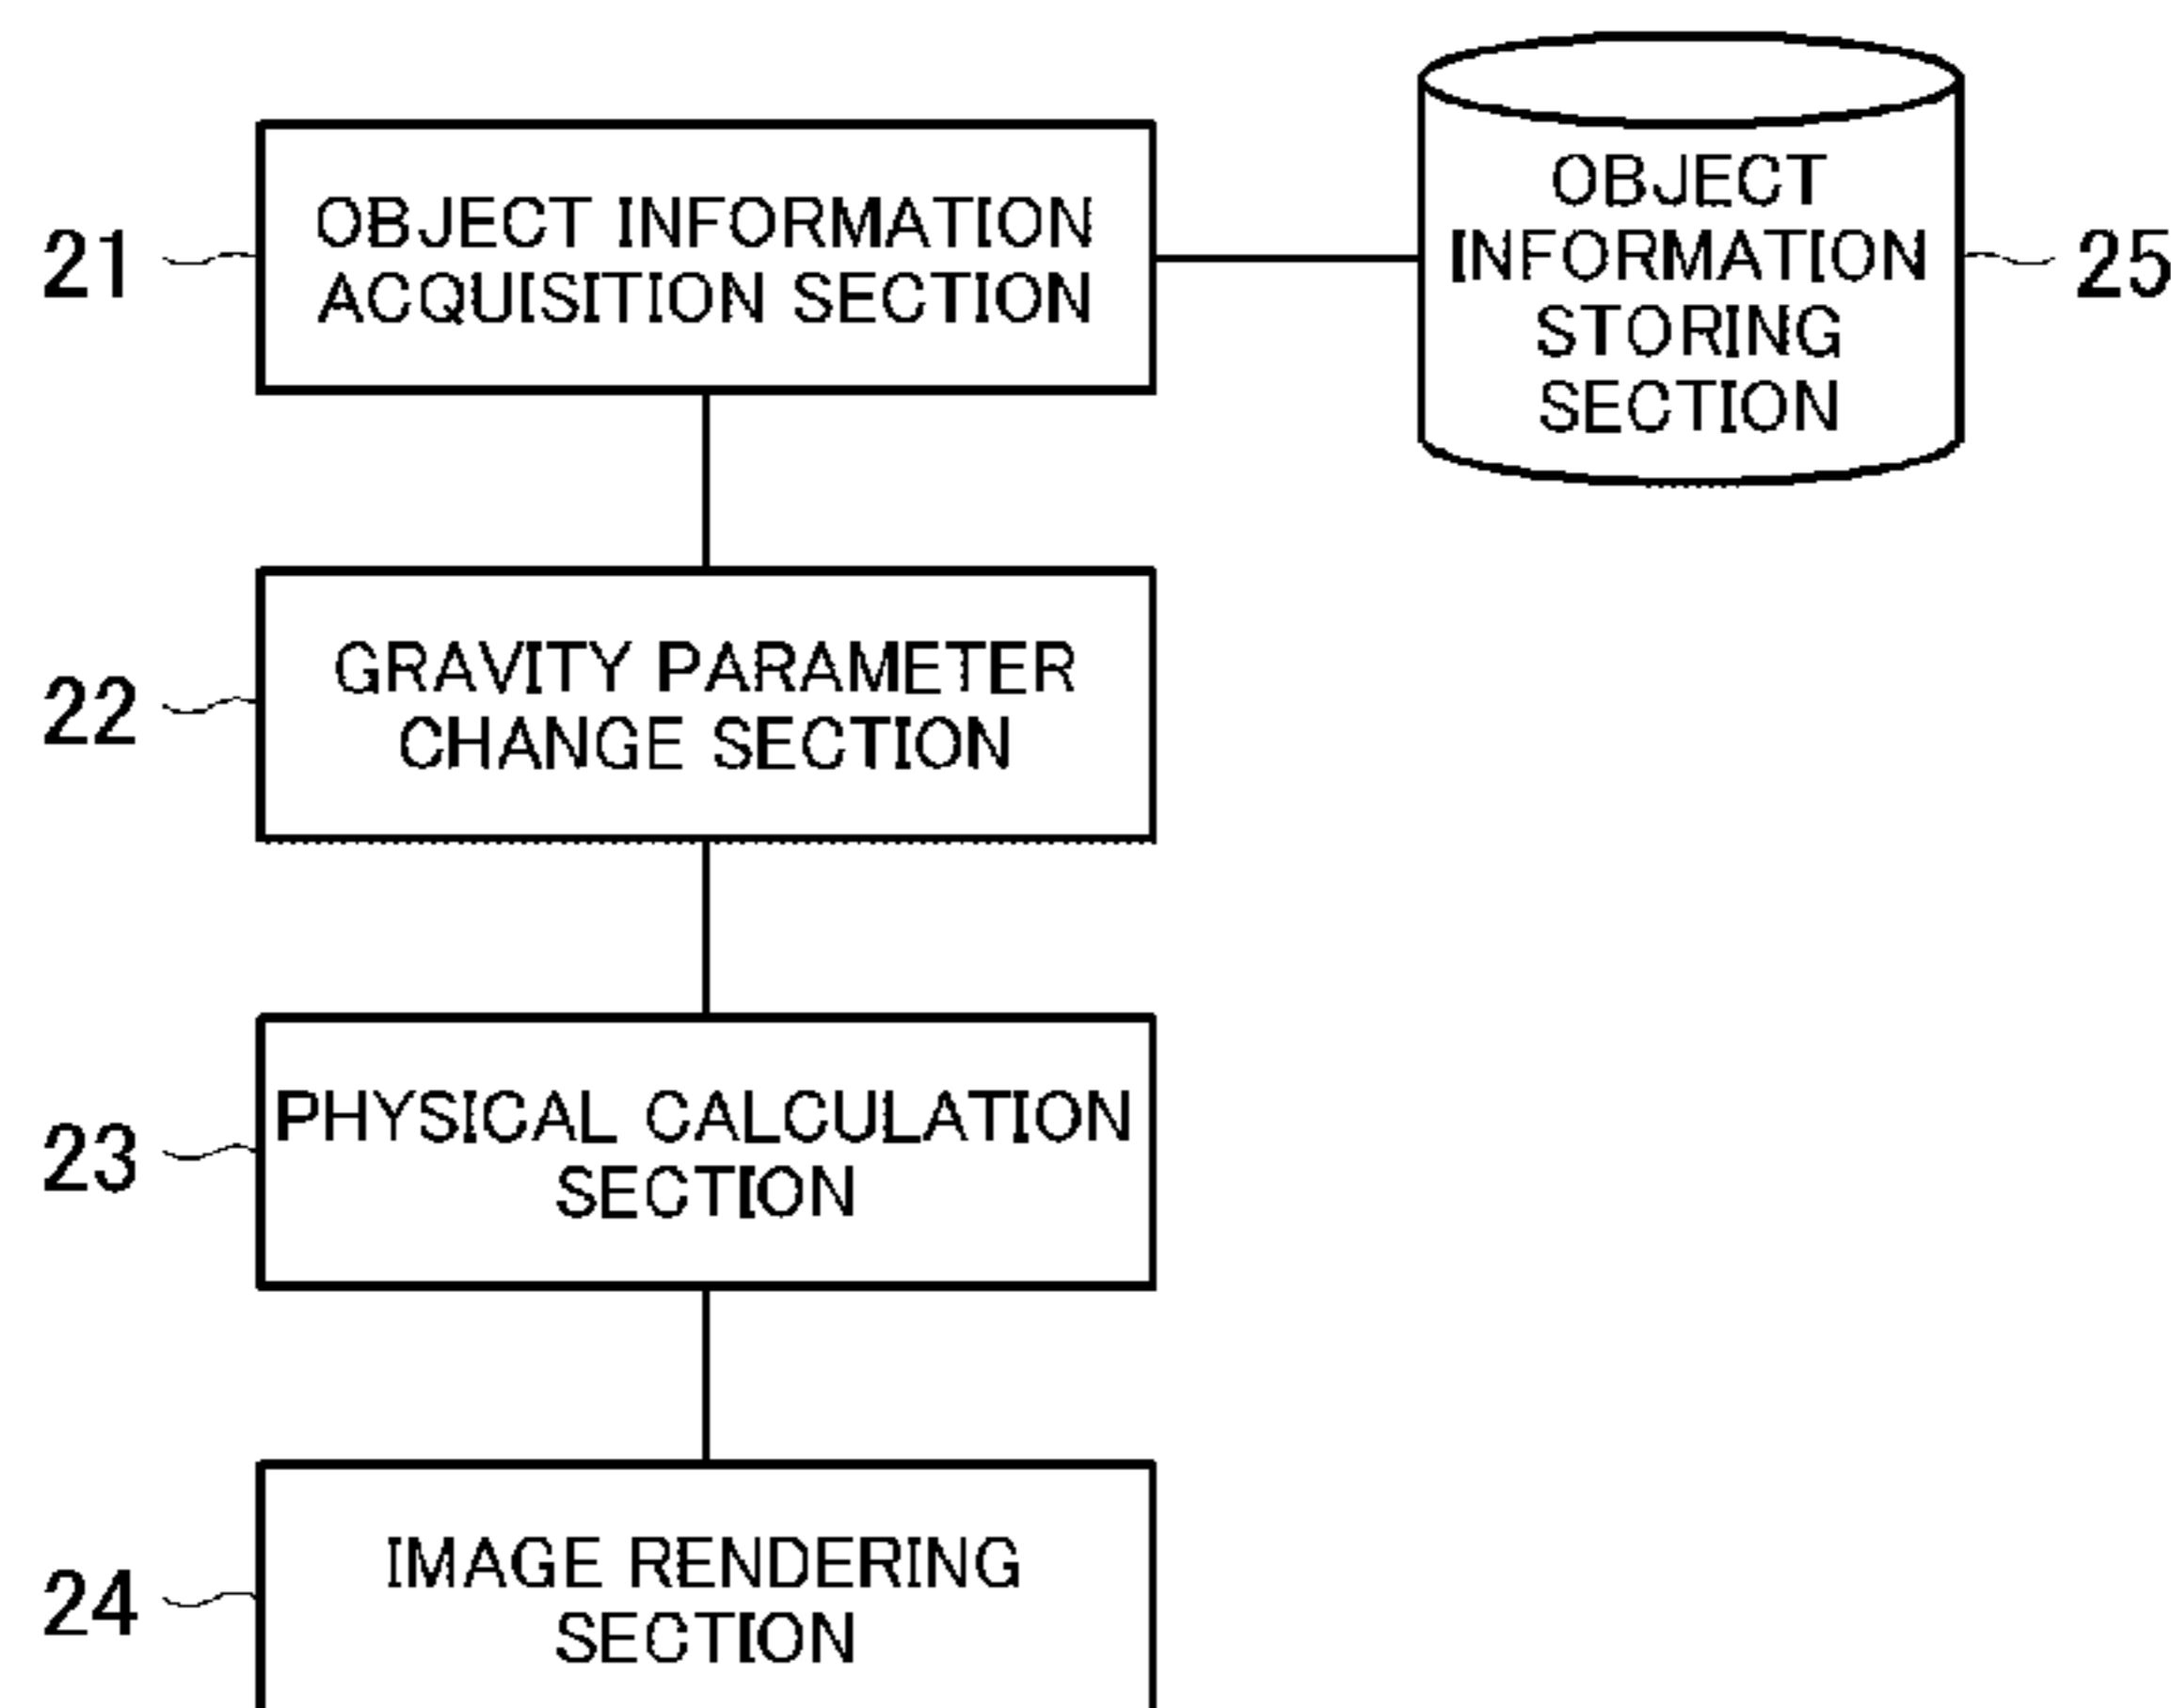 21
OBJECT INFORMATION
ACQUISITION SECTION
OBJECT
INFORMATION
STORING
SECTION
25
22
GRAVITY PARAMETER
CHANGE SECTION
23
PHYSICAL CALCULATION
SECTION
24
IMAGE RENDERING
SECTION